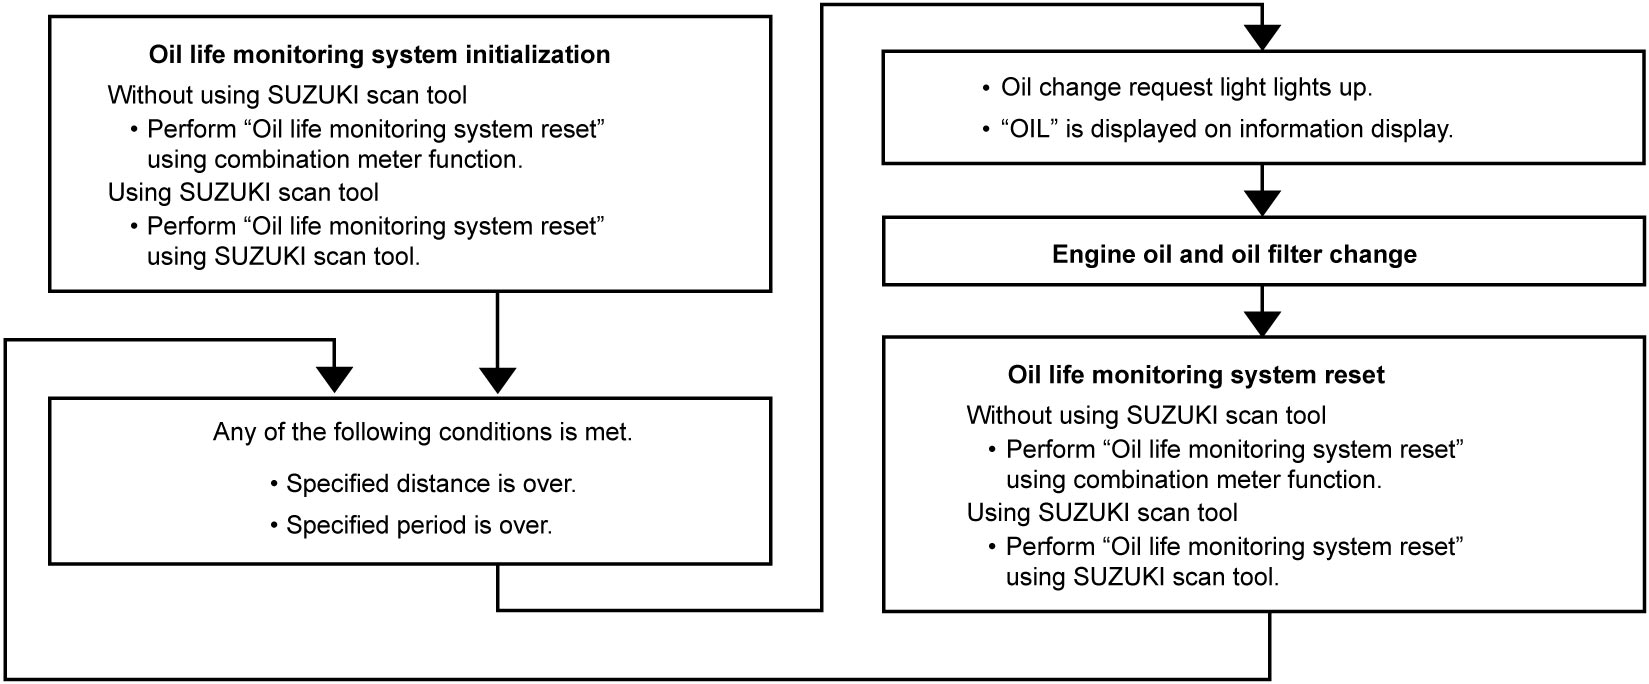 Oil life monitoring system initialization
Without using SUZUKI scan tool
• Perform “Oil life monitoring system reset”
using combination meter function.
Using SUZUKI scan tool
• Perform “Oil life monitoring system reset”
using SUZUKI scan tool.
Any of the following conditions is met.
• Specified distance is over.
• Specified period is over.
• Oil change request light lights up.
• “OIL” is displayed on information display.
Engine oil and oil filter change
Oil life monitoring system reset
Without using SUZUKI scan tool
• Perform “Oil life monitoring system reset”
using combination meter function.
Using SUZUKI scan tool
• Perform “Oil life monitoring system reset”
using SUZUKI scan tool.